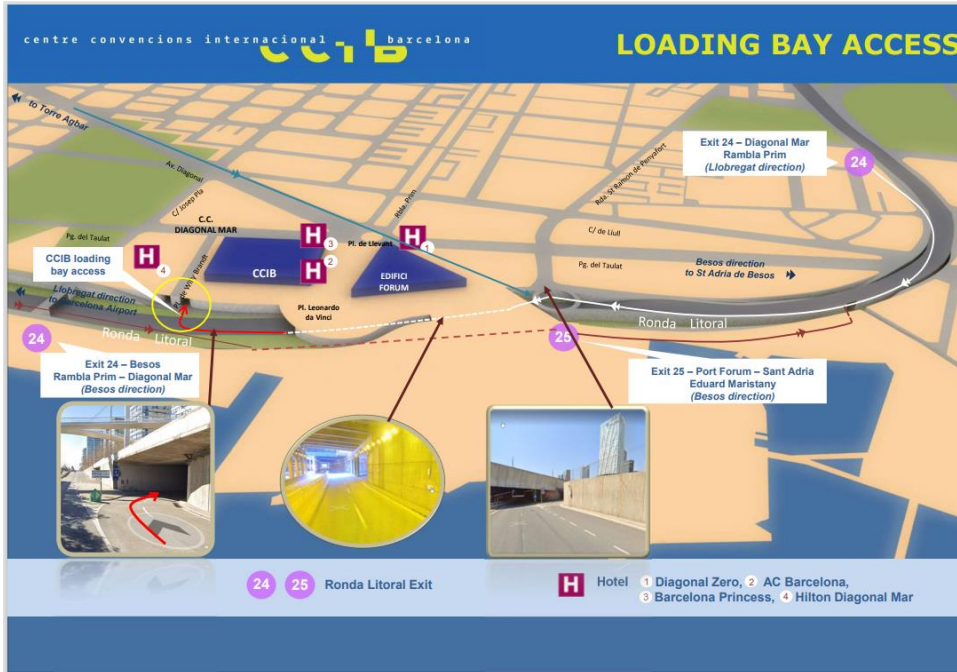 centre convencions internacional barcelona
CCIB
LOADING BAY ACCESS
to Torre Agbar
Av. Diagonal
C/ Josep Pla
C.C.
DIAGONAL MAR
Pg. del Taulat
CCIB loading
bay access
H 4
H 3
H 2
CCIB
Rbla. Prim
Pl. de Llevant
H 1
EDIFICI
FORUM
Pl. Leonardo
da Vinci
Llobregat direction
to Barcelona Airport
Ronda Litoral
24
Exit 24 – Besos
Rambla Prim – Diagonal Mar
(Besos direction)
Exit 24 – Diagonal Mar
Rambla Prim
(Llobregat direction)
24
Rda. St Ramon de Penyafort
C/ de Llull
Pg. del Taulat
Besos direction
to St Adria de Besos
Ronda Litoral
25
Exit 25 – Port Forum – Sant Adria
Eduard Maristany
(Besos direction)
24 25 Ronda Litoral Exit
H Hotel 1 Diagonal Zero, 2 AC Barcelona,
3 Barcelona Princess, 4 Hilton Diagonal Mar